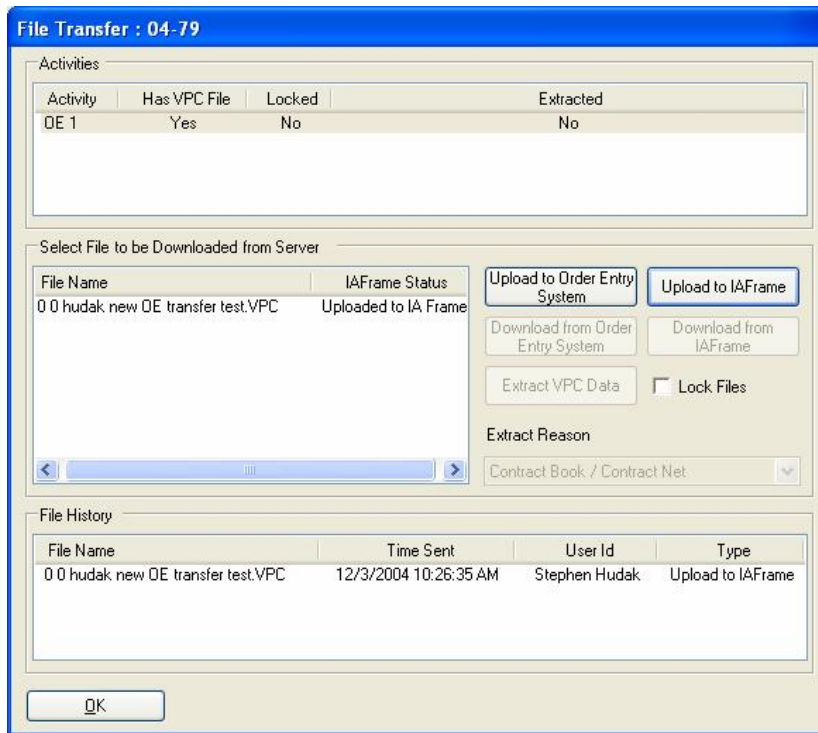 File Transfer : 04-79
Activities
Activity Has VPC File Locked Extracted
OE 1 Yes No No
Select File to be Downloaded from Server
File Name IAFrame Status
0 0 hudak new OE transfer test.VPC Uploaded to IA Frame
Upload to Order Entry System
Upload to IAFrame
Download from Order Entry System
Download from IAFrame
Extract VPC Data
Lock Files
Extract Reason
Contract Book / Contract Net
File History
File Name Time Sent User Id Type
0 0 hudak new OE transfer test.VPC 12/3/2004 10:26:35 AM Stephen Hudak Upload to IAFrame
OK